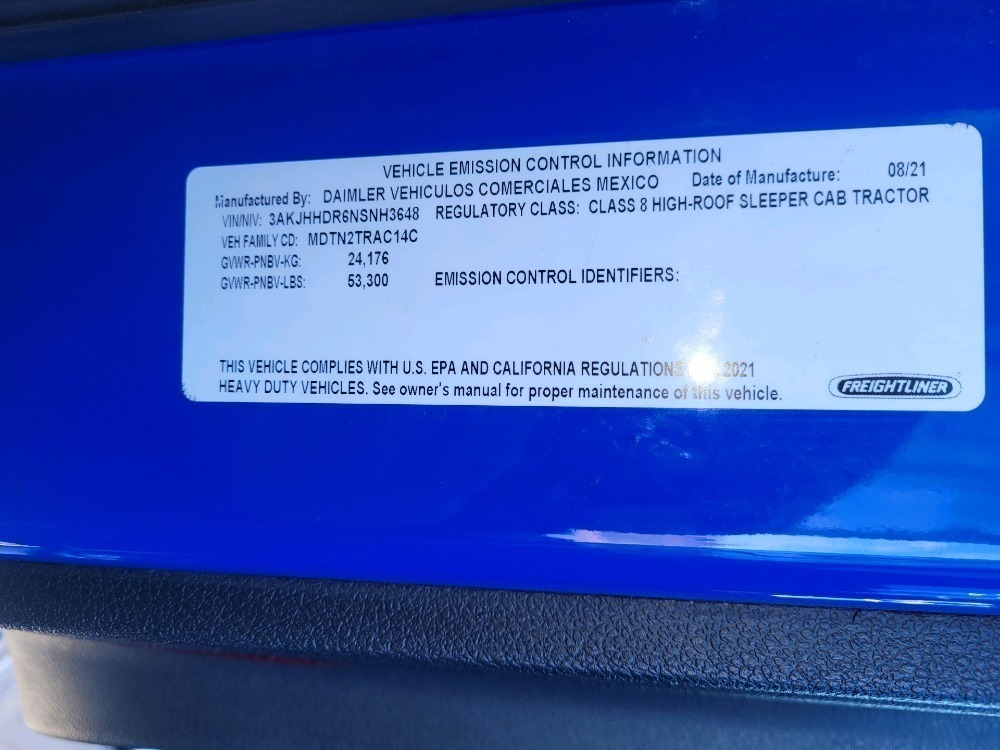 VEHICLE EMISSION CONTROL INFORMATION
Manufactured By: DAIMLER VEHICULOS COMERCIALES MEXICO Date of Manufacture: 08/21
VIN/NIV: 3AKJHHDR6NSNH3648 REGULATORY CLASS: CLASS 8 HIGH-ROOF SLEEPER CAB TRACTOR
VEH FAMILY CD: MDTN2TRAC14C
GVWR-PNBV-KG: 24,176
GVWR-PNBV-LBS: 53,300 EMISSION CONTROL IDENTIFIERS:
THIS VEHICLE COMPLIES WITH U.S. EPA AND CALIFORNIA REGULATIONS 2021
HEAVY DUTY VEHICLES. See owner's manual for proper maintenance of this vehicle.
FREIGHTLINER